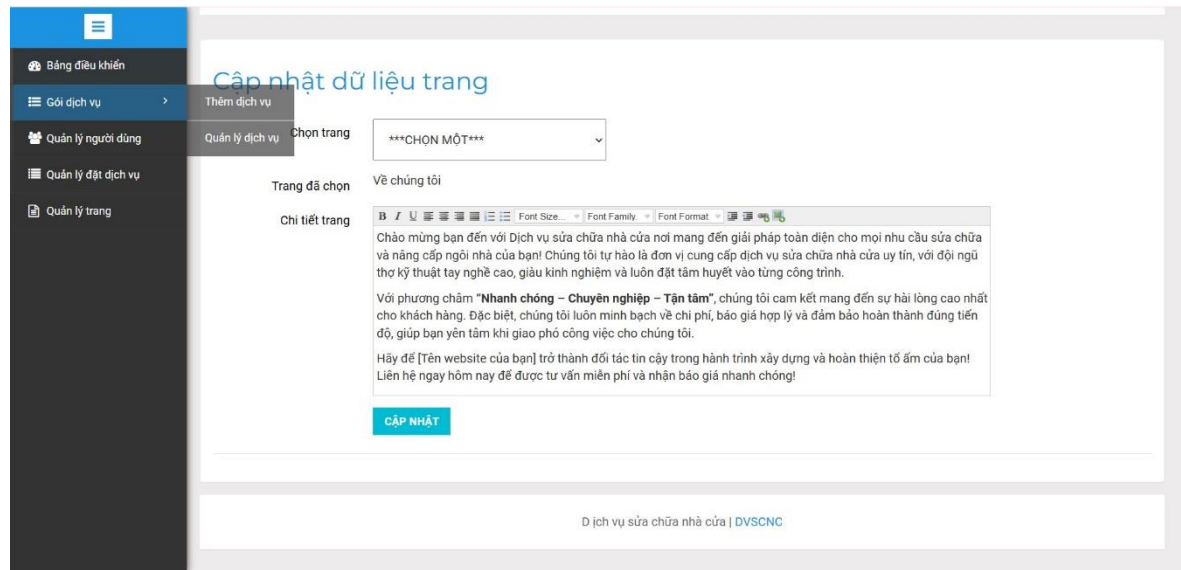 Bảng điều khiển
Gói dịch vụ
Quản lý người dùng
Quản lý đặt dịch vụ
Quản lý trang
Thêm dịch vụ
Quản lý dịch vụ
Cập nhật dữ liệu trang
Chọn trang
***CHỌN MỘT***
Trang đã chọn
Về chúng tôi
Chi tiết trang
B I U Font Size... Font Family. Font Format
Chào mừng bạn đến với Dịch vụ sửa chữa nhà cửa nơi mang đến giải pháp toàn diện cho mọi nhu cầu sửa chữa
và nâng cấp ngôi nhà của bạn! Chúng tôi tự hào là đơn vị cung cấp dịch vụ sửa chữa nhà cửa uy tín, với đội ngũ
thợ kỹ thuật tay nghề cao, giàu kinh nghiệm và luôn đặt tâm huyết vào từng công trình.
Với phương châm “Nhanh chóng – Chuyên nghiệp – Tận tâm”, chúng tôi cam kết mang đến sự hài lòng cao nhất
cho khách hàng. Đặc biệt, chúng tôi luôn minh bạch về chi phí, báo giá hợp lý và đảm bảo hoàn thành đúng tiến
độ, giúp bạn yên tâm khi giao phó công việc cho chúng tôi.
Hãy để [Tên website của bạn] trở thành đối tác tin cậy trong hành trình xây dựng và hoàn thiện tổ ấm của bạn!
Liên hệ ngay hôm nay để được tư vấn miễn phí và nhận báo giá nhanh chóng!
CẬP NHẬT
D ịch vụ sửa chữa nhà cửa | DVSCNC